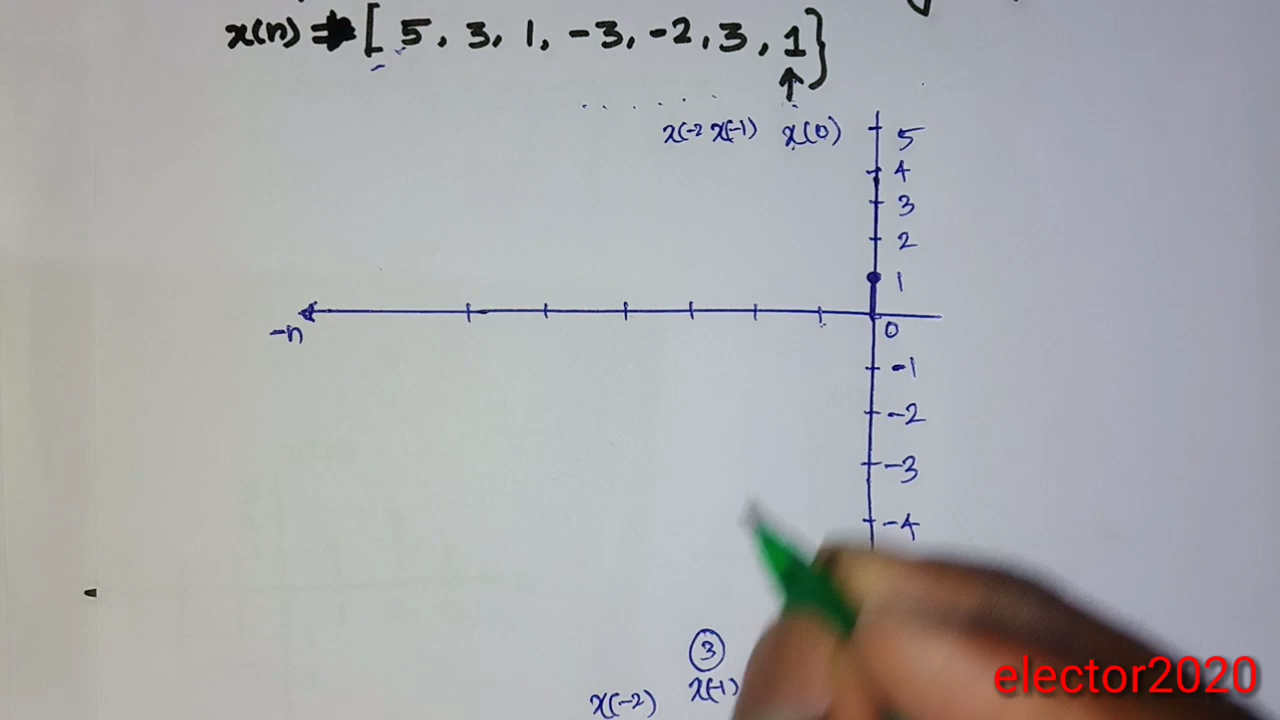 x(n) = [ 5, 3, 1, -3, -2, 3, 1}
x(-2 x(-1) x(0)
5
4
3
2
1
-n
0
-1
-2
-3
-4
3
x(-2) x(-1)
elector2020